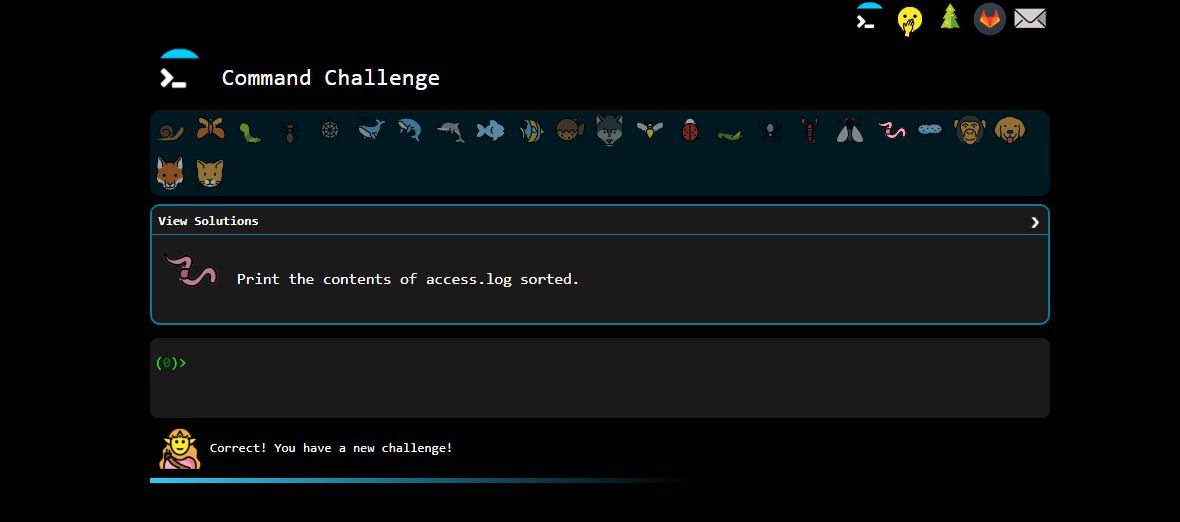 Command Challenge
View Solutions
Print the contents of access.log sorted.
(0)>
Correct! You have a new challenge!